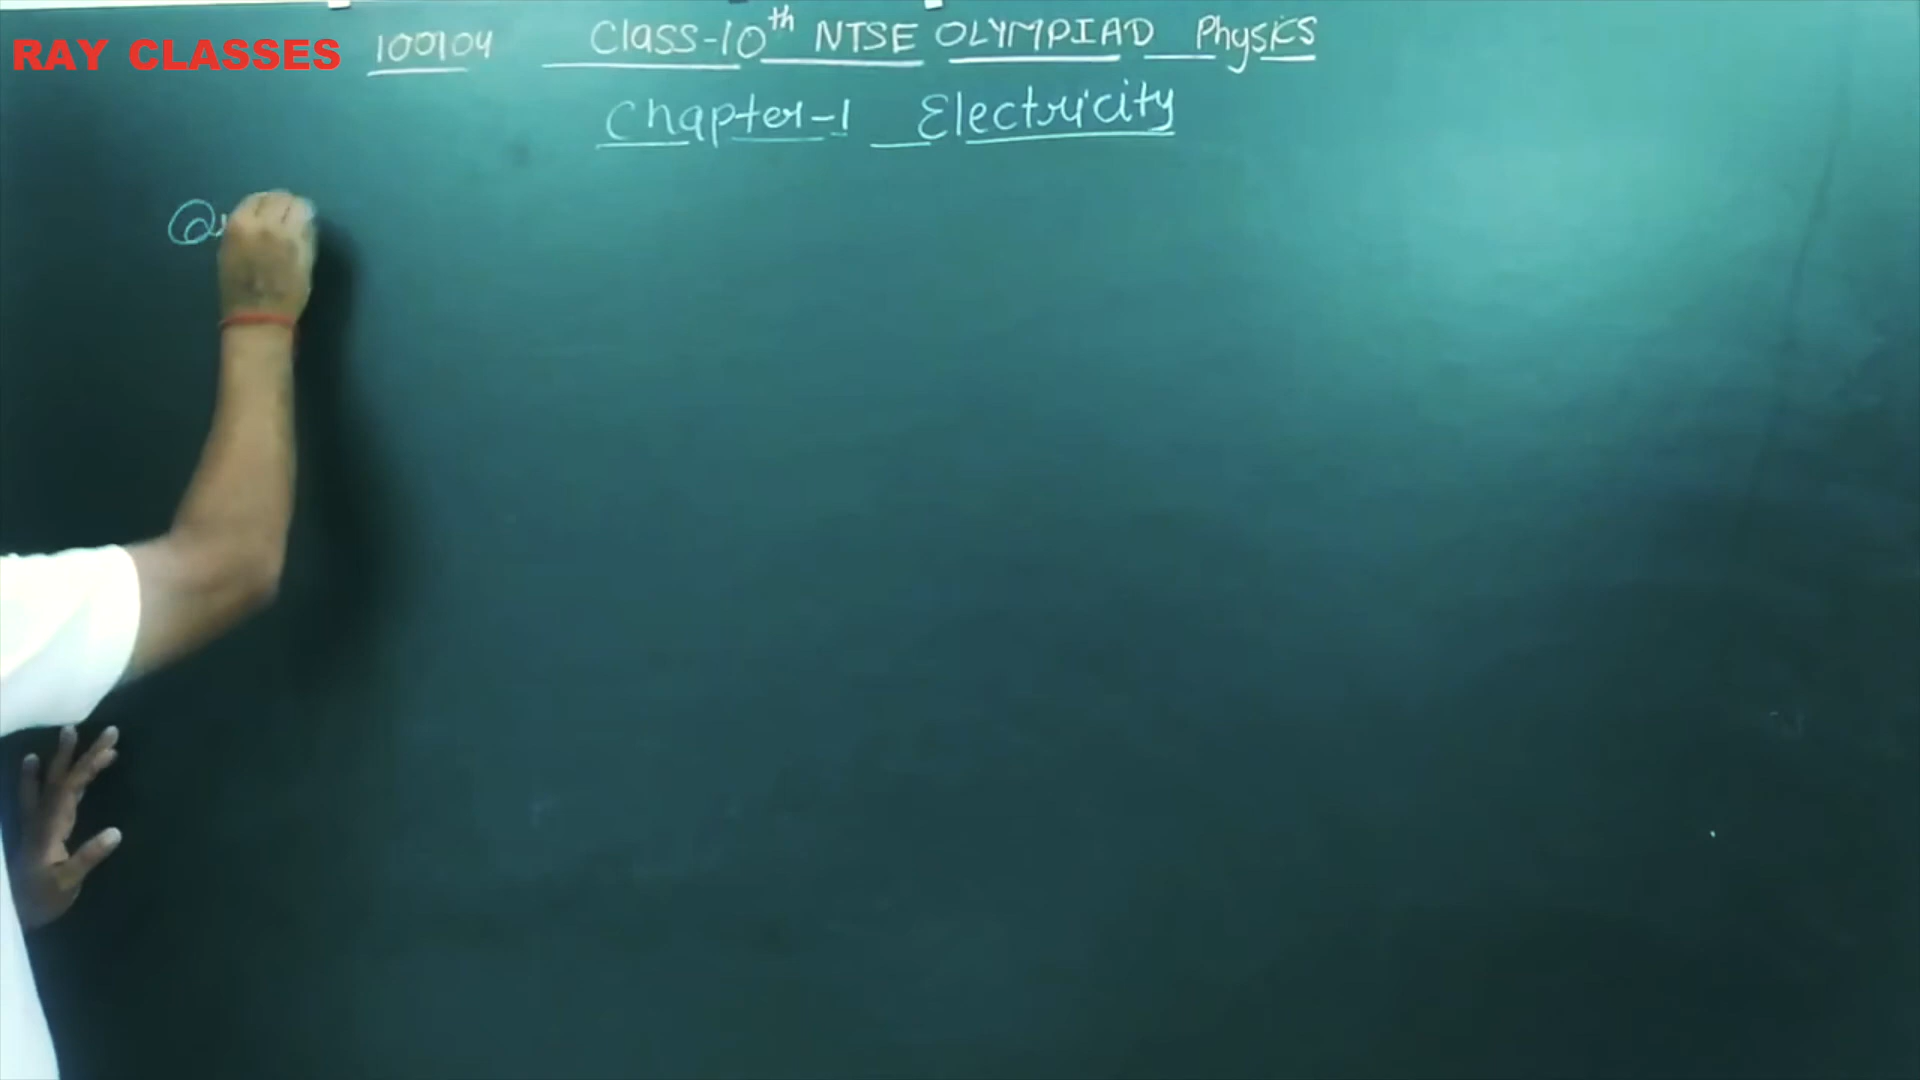 RAY CLASSES 100104 Class-10th NTSE OLYMPIAD Physics
Chapter-1 Electricity